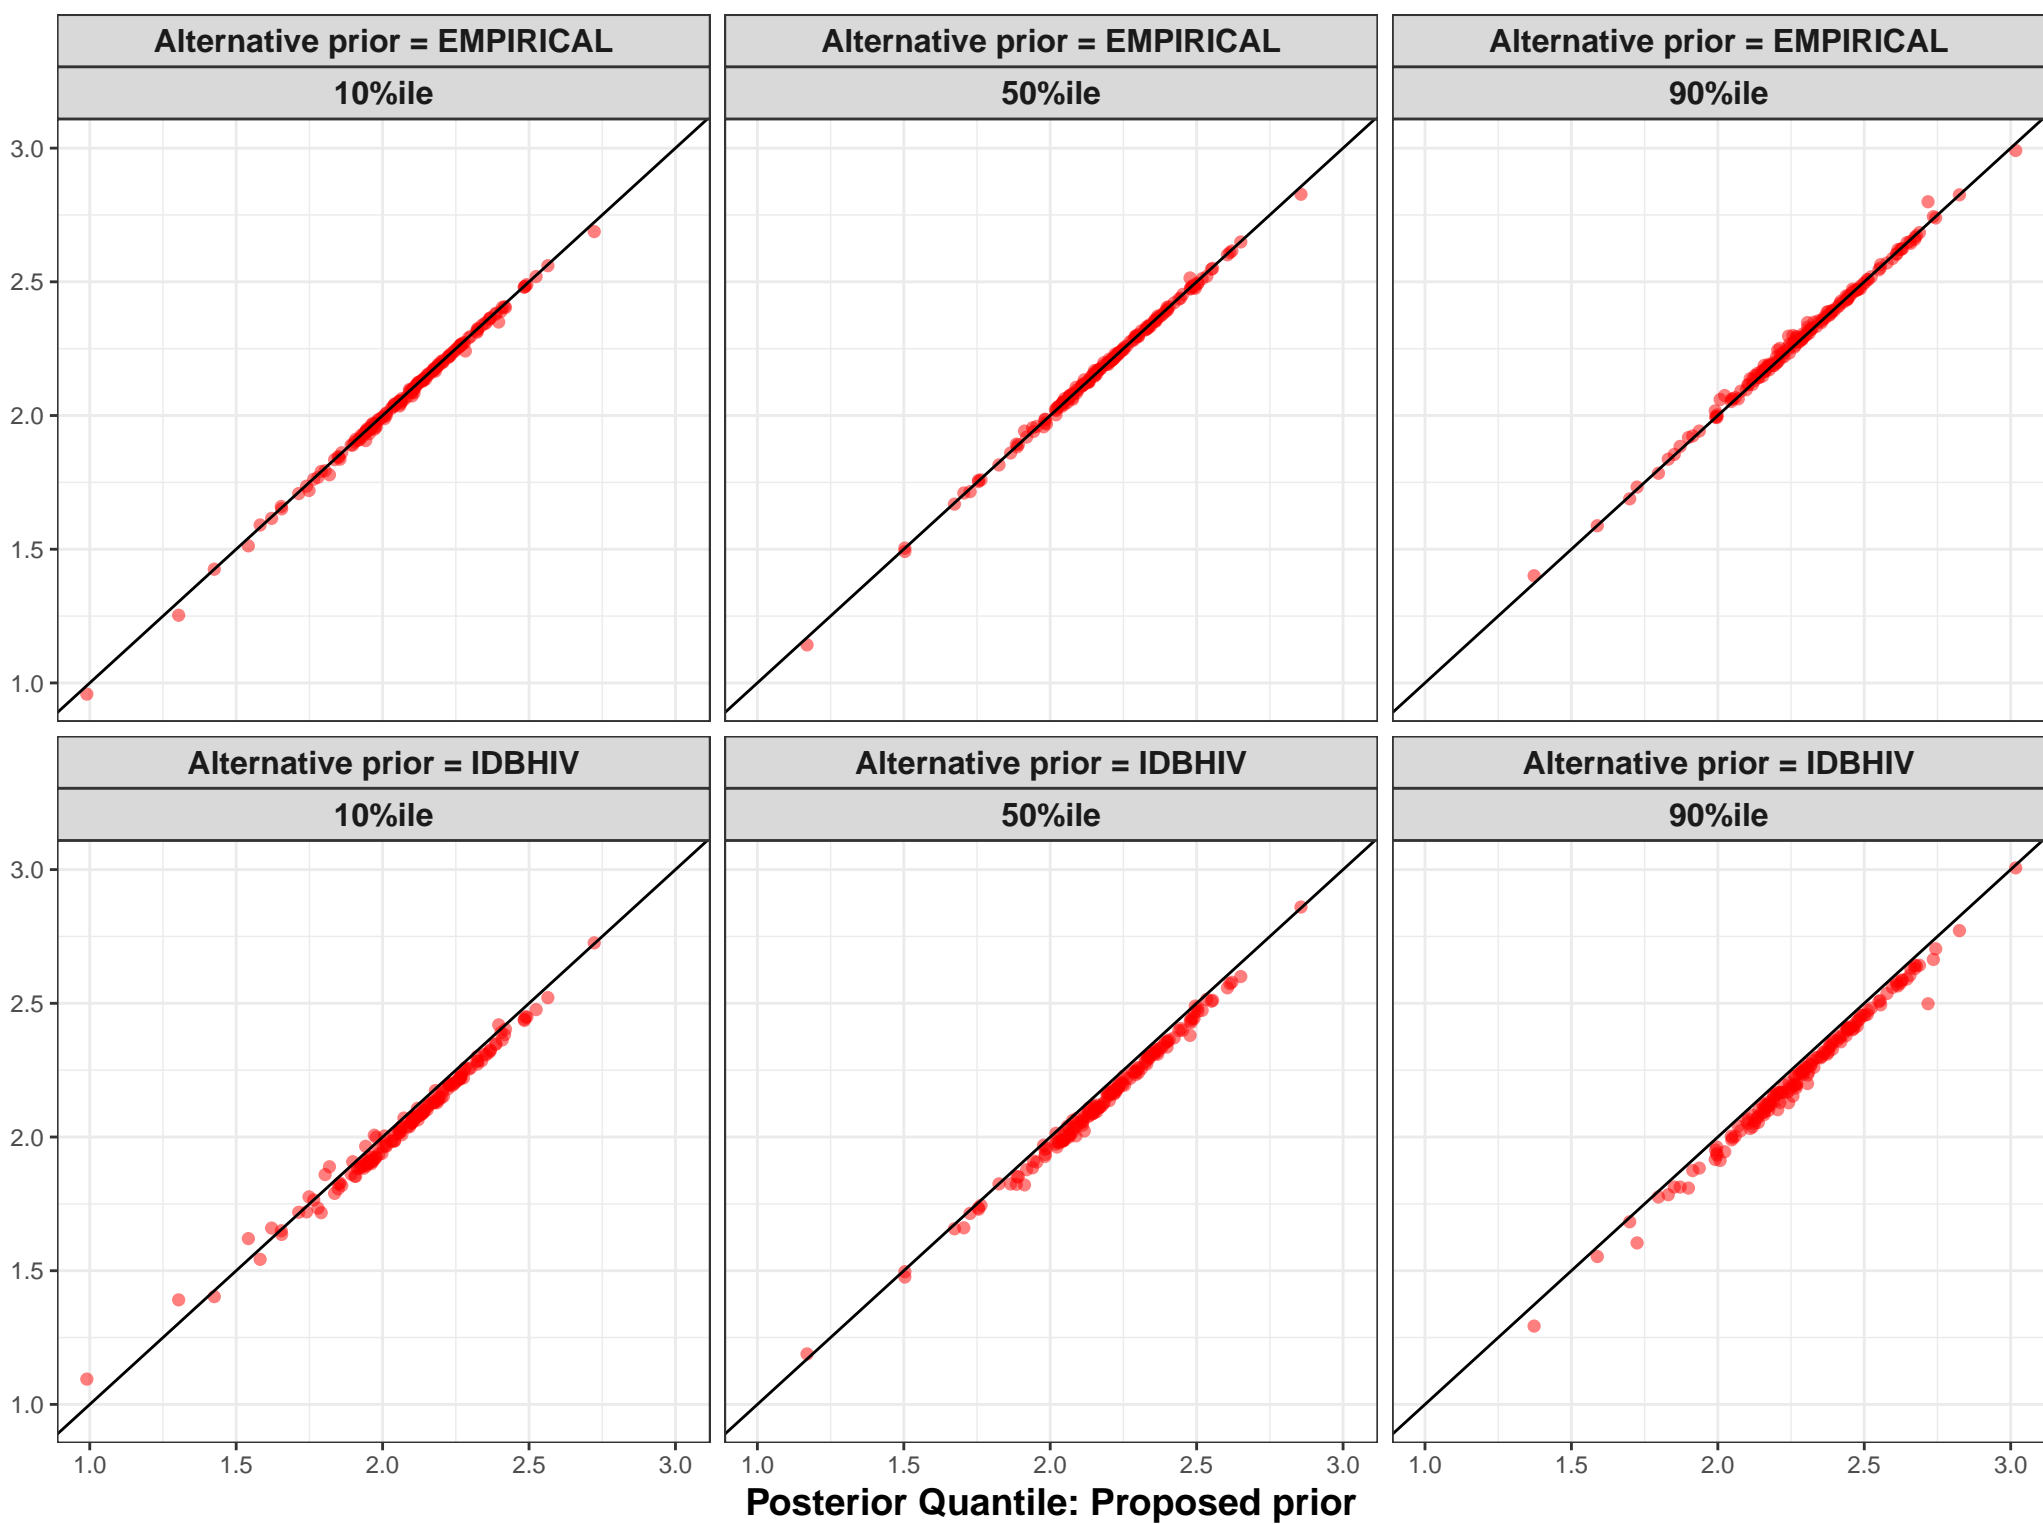 Alternative prior = EMPIRICAL Alternative prior = EMPIRICAL Alternative prior = EMPIRICAL
10%ile 50%ile 90%ile
3.0
2.5
2.0
1.5
1.0
Alternative prior = IDBHIV Alternative prior = IDBHIV Alternative prior = IDBHIV
10%ile 50%ile 90%ile
3.0
2.5
2.0
1.5
1.0
1.0 1.5 2.0 2.5 3.0 1.0 1.5 2.0 2.5 3.0 1.0 1.5 2.0 2.5 3.0
Posterior Quantile: Proposed prior